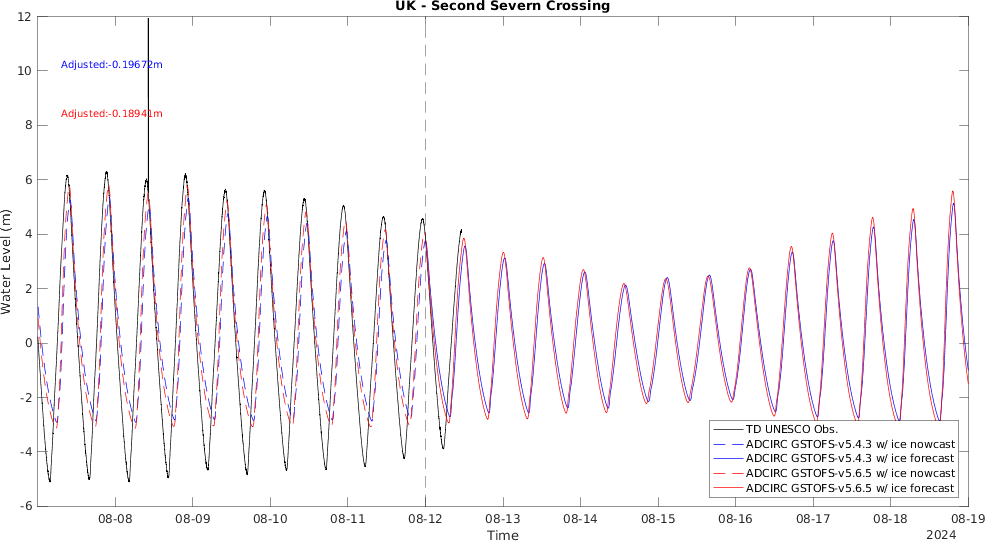 UK - Second Severn Crossing
12
10
8
6
4
2
0
-2
-4
-6
Water Level (m)
Adjusted:-0.19672m
Adjusted:-0.18941m
TD UNESCO Obs.
ADCIRC GSTOFS-v5.4.3 w/ ice nowcast
ADCIRC GSTOFS-v5.4.3 w/ ice forecast
ADCIRC GSTOFS-v5.6.5 w/ ice nowcast
ADCIRC GSTOFS-v5.6.5 w/ ice forecast
08-08 08-09 08-10 08-11 08-12 08-13 08-14 08-15 08-16 08-17 08-18 08-19
Time
2024